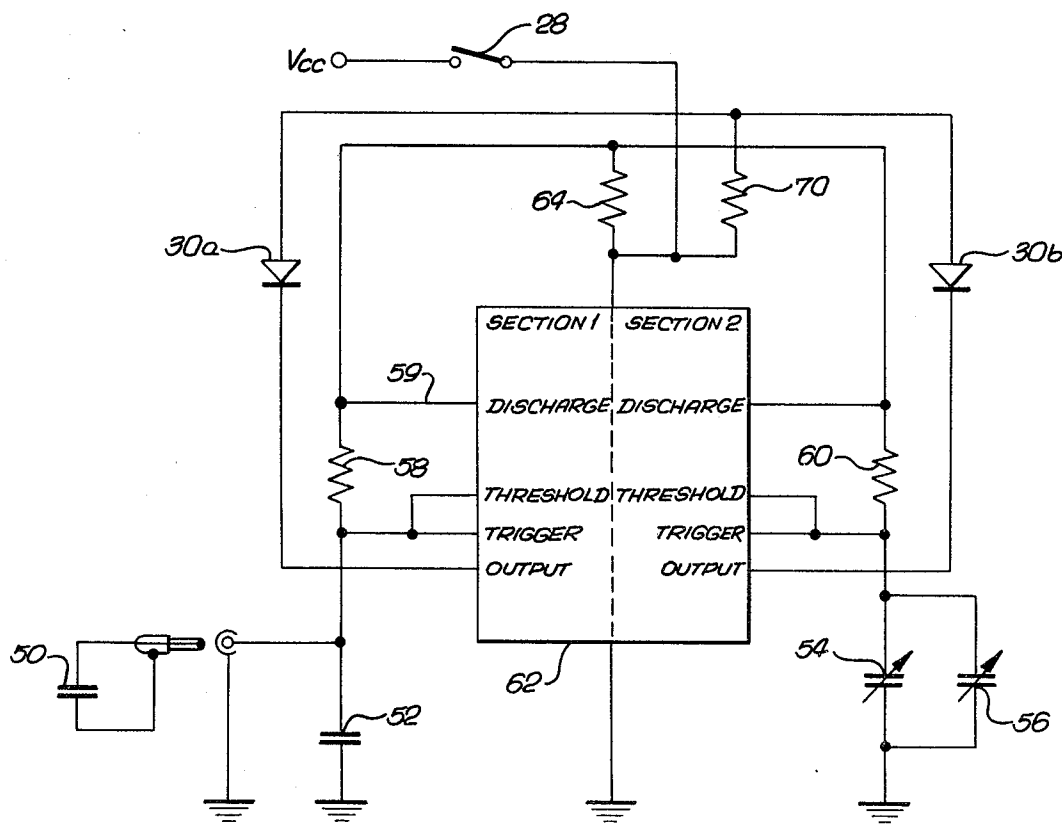 28
Vcc
64
70
30a
30b
SECTION 1 SECTION 2
59
DISCHARGE DISCHARGE
58
60
THRESHOLD THRESHOLD
TRIGGER TRIGGER
OUTPUT OUTPUT
50
54
62
52
56